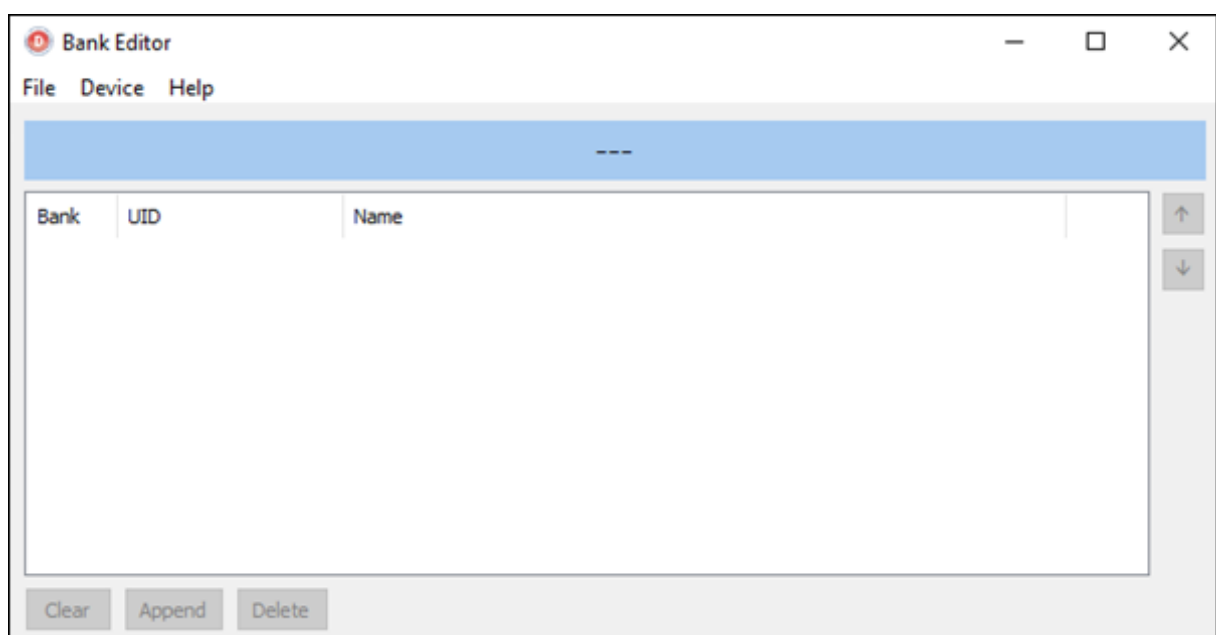 D Bank Editor
File Device Help
---
Bank UID Name
↑
↓
Clear Append Delete